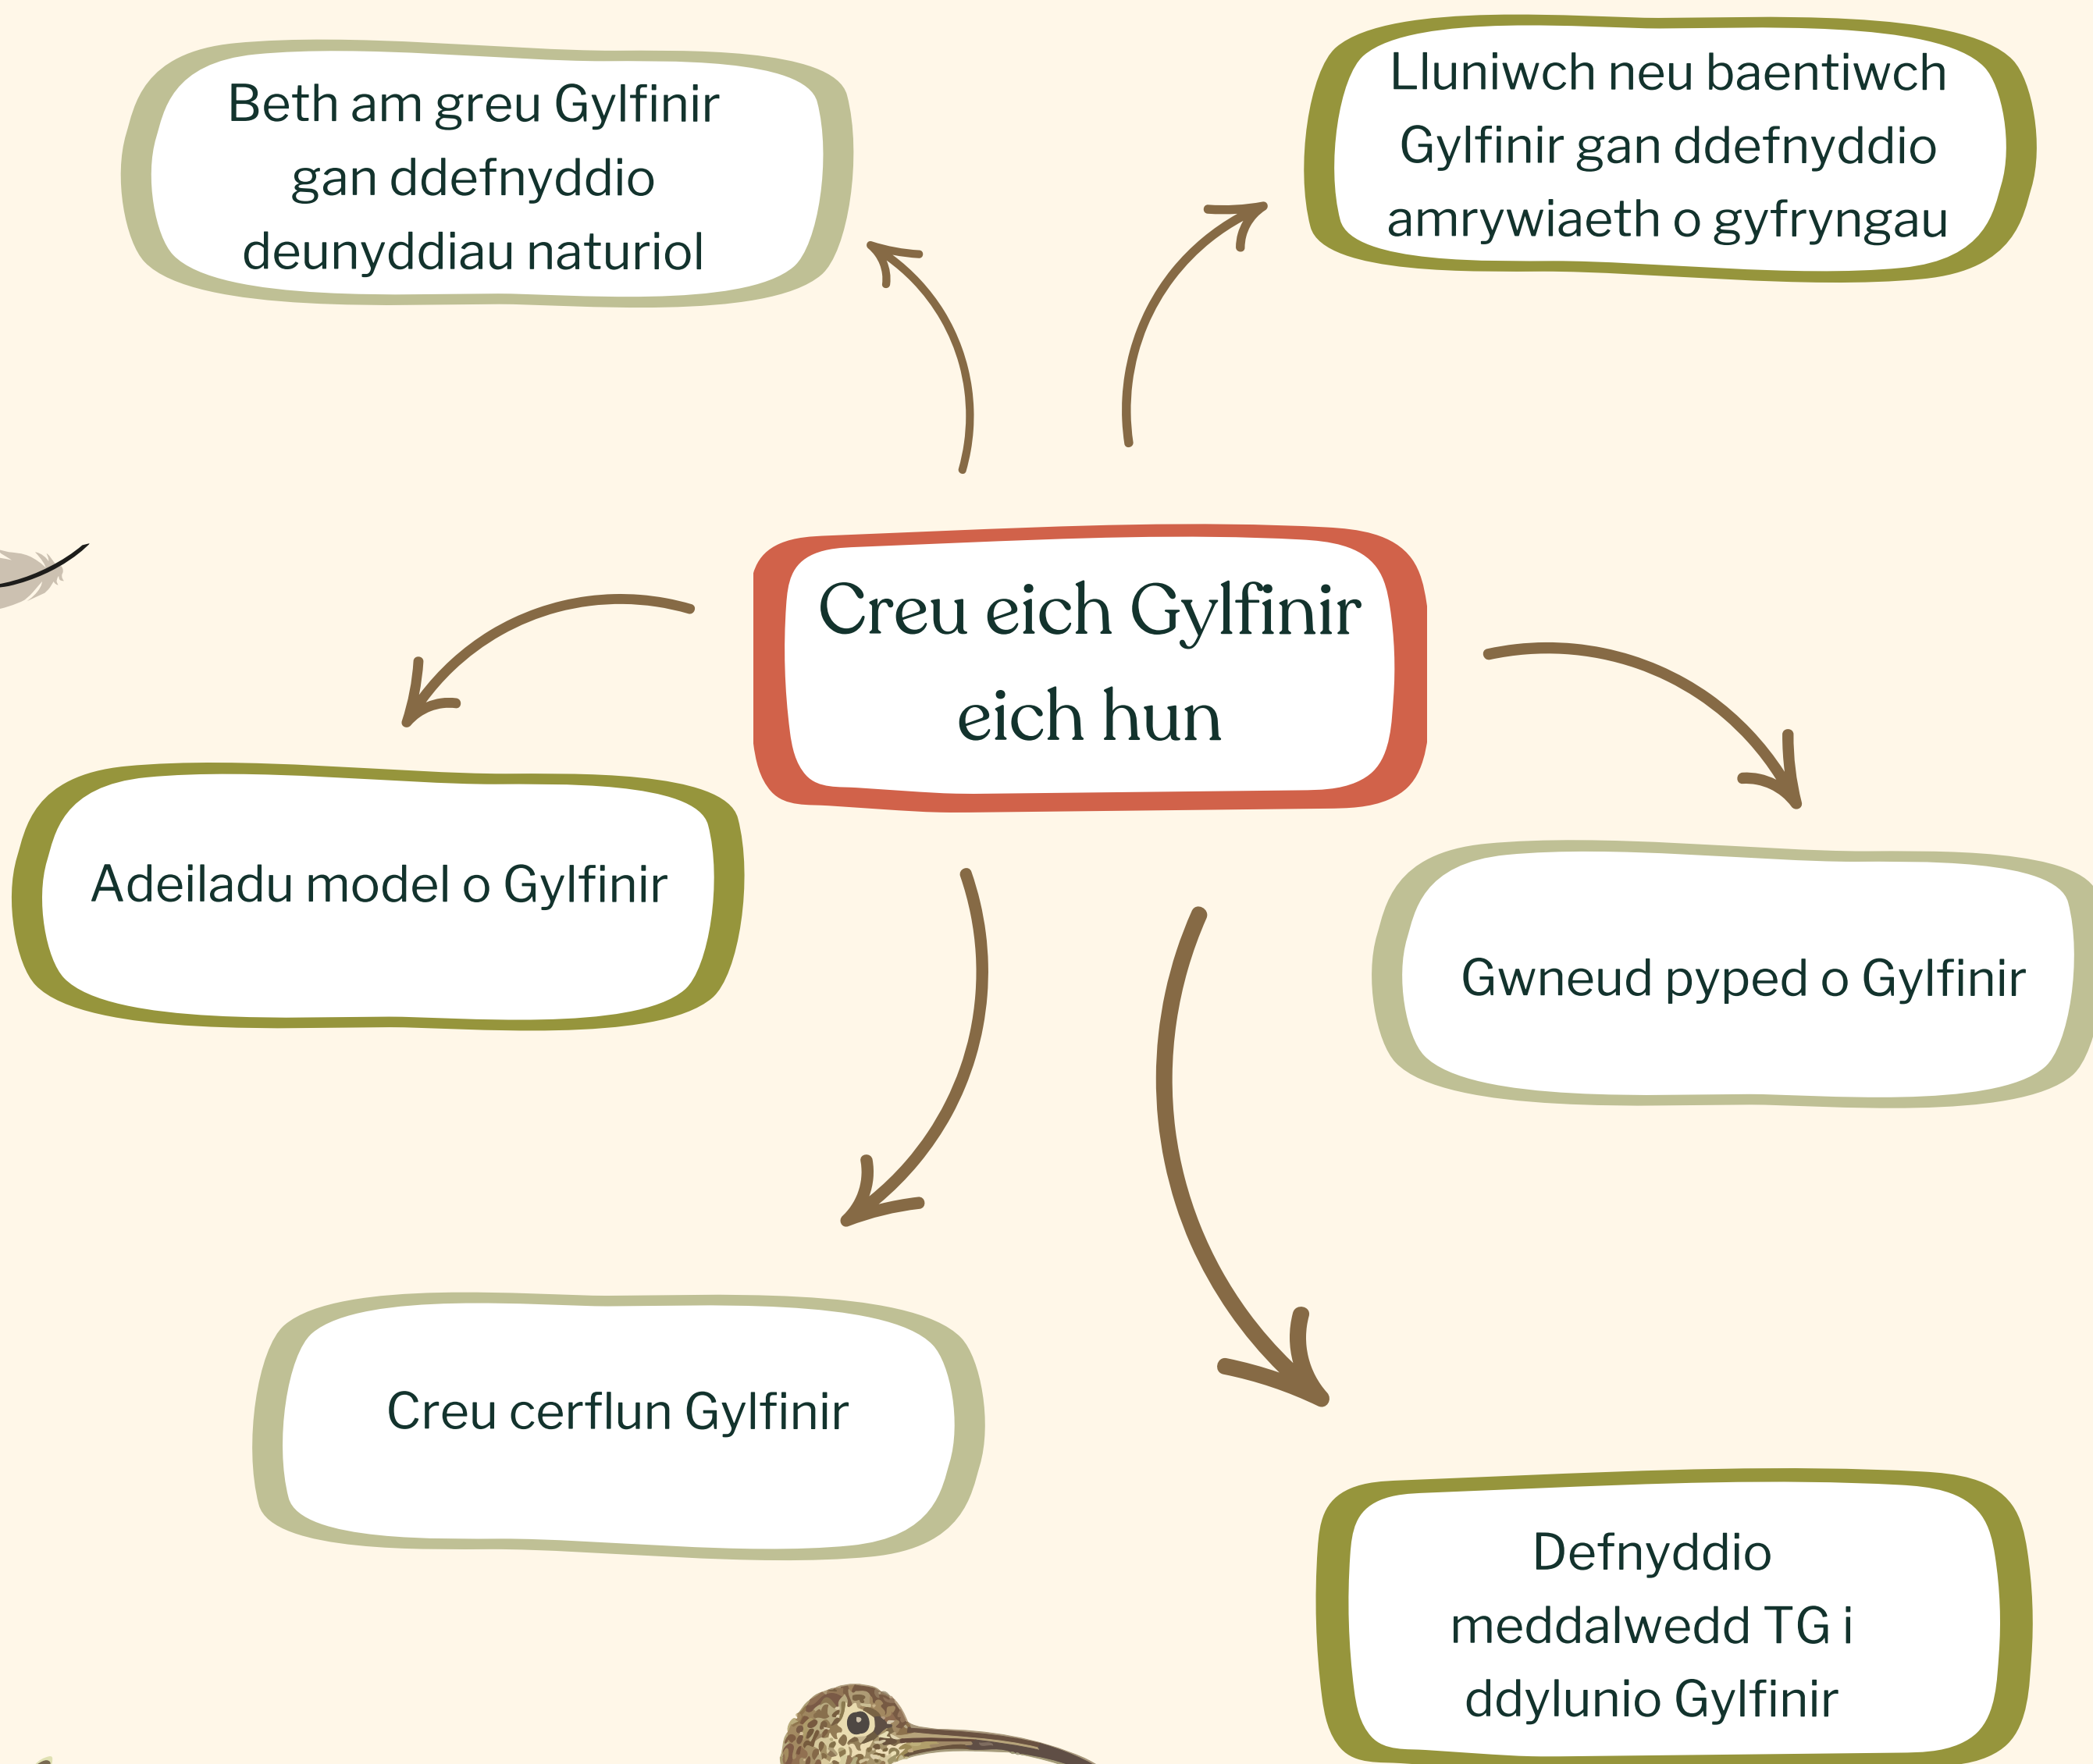 Beth am greu Gylfinir
gan ddefnyddio
deunyddiau naturiol
Lluniwch neu baentiwch
Gylfinir gan ddefnyddio
amrywiaeth o gyfryngau
Creu eich Gylfinir
eich hun
Adeiladu model o Gylfinir
Gwneud pyped o Gylfinir
Creu cerflun Gylfinir
Defnyddio
meddalwedd TG i
ddylunio Gylfinir